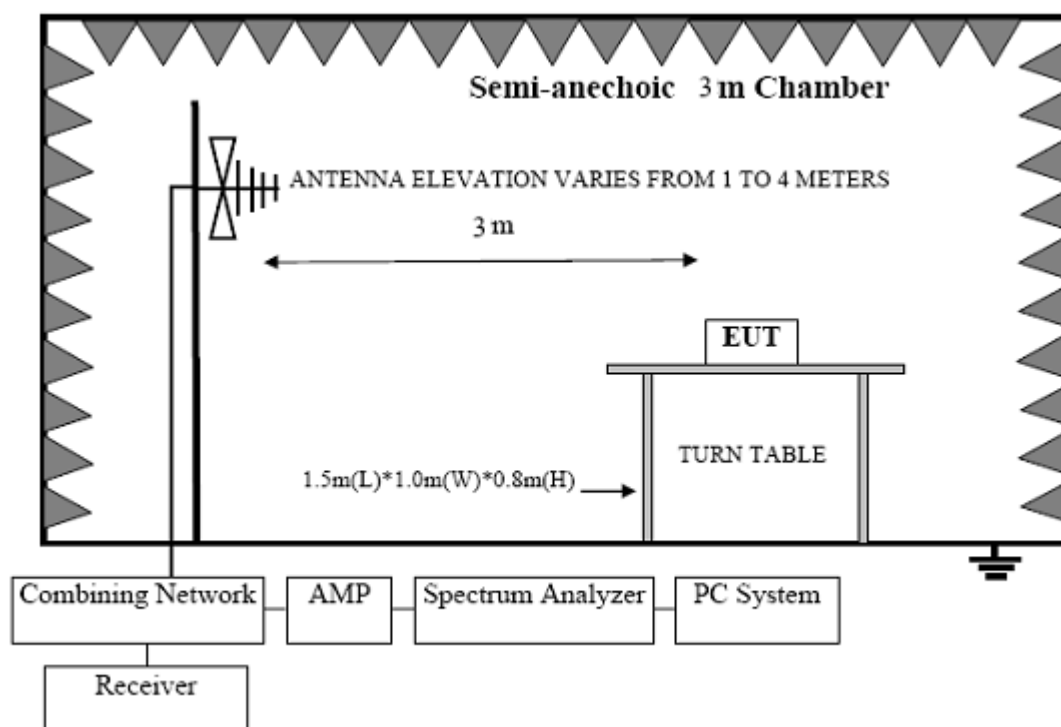 Semi-anechoic 3m Chamber
ANTENNA ELEVATION VARIES FROM 1 TO 4 METERS
3m
EUT
TURN TABLE
1.5m(L)*1.0m(W)*0.8m(H)
Combining Network
AMP
Spectrum Analyzer
PC System
Receiver